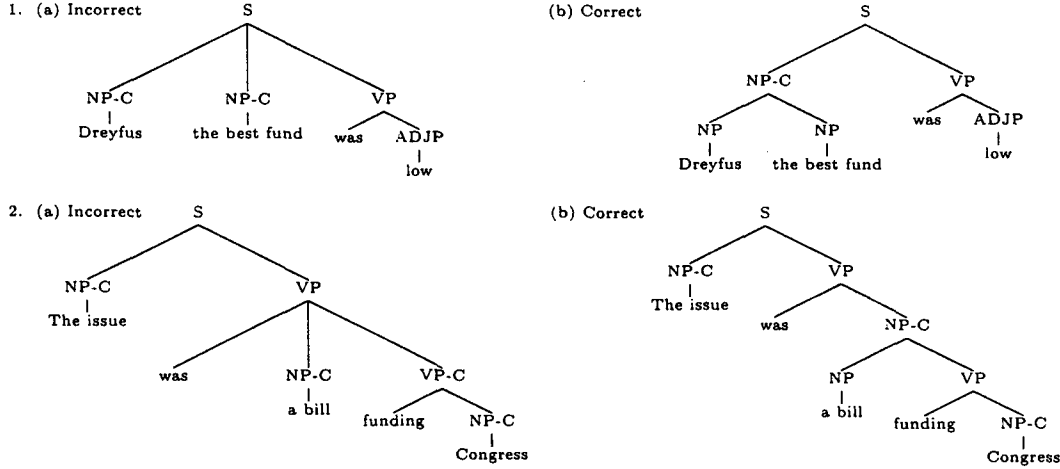 1. (a) Incorrect S
(b) Correct S
NP-C NP-C VP
NP-C VP
Dreyfus the best fund was ADJP
NP NP was ADJP
low
Dreyfus the best fund low
2. (a) Incorrect S
(b) Correct S
NP-C VP
NP-C VP
The issue
The issue
was NP-C
was NP-C VP-C
NP VP
a bill funding NP-C
a bill funding NP-C
Congress
Congress